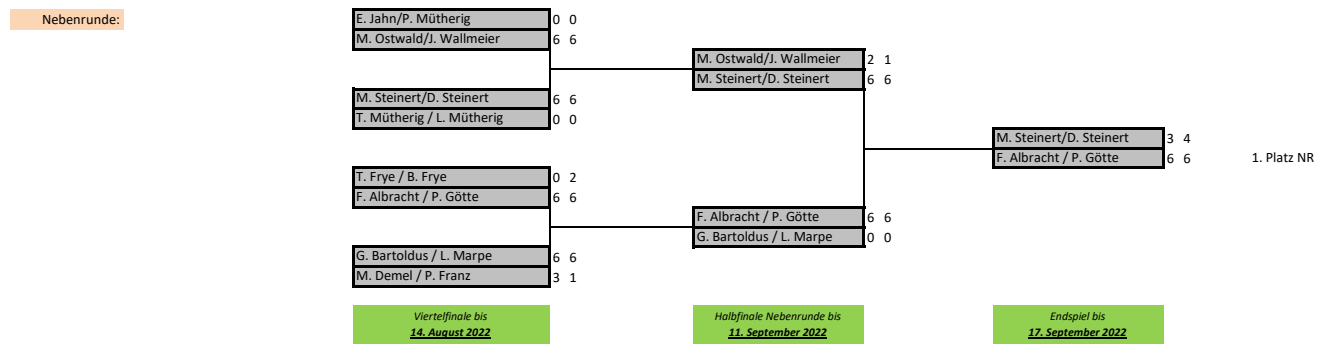 Nebenrunde:
E. Jahn/P. Mütherig 0 0
M. Ostwald/J. Wallmeier 6 6
M. Ostwald/J. Wallmeier 2 1
M. Steinert/D. Steinert 6 6
M. Steinert/D. Steinert 6 6
T. Mütherig / L. Mütherig 0 0
M. Steinert/D. Steinert 3 4
F. Albracht / P. Götte 6 6 1. Platz NR
T. Frye / B. Frye 0 2
F. Albracht / P. Götte 6 6
F. Albracht / P. Götte 6 6
G. Bartoldus / L. Marpe 0 0
G. Bartoldus / L. Marpe 6 6
M. Demel / P. Franz 3 1
Viertelfinale bis
14. August 2022
Halbfinale Nebenrunde bis
11. September 2022
Endspiel bis
17. September 2022